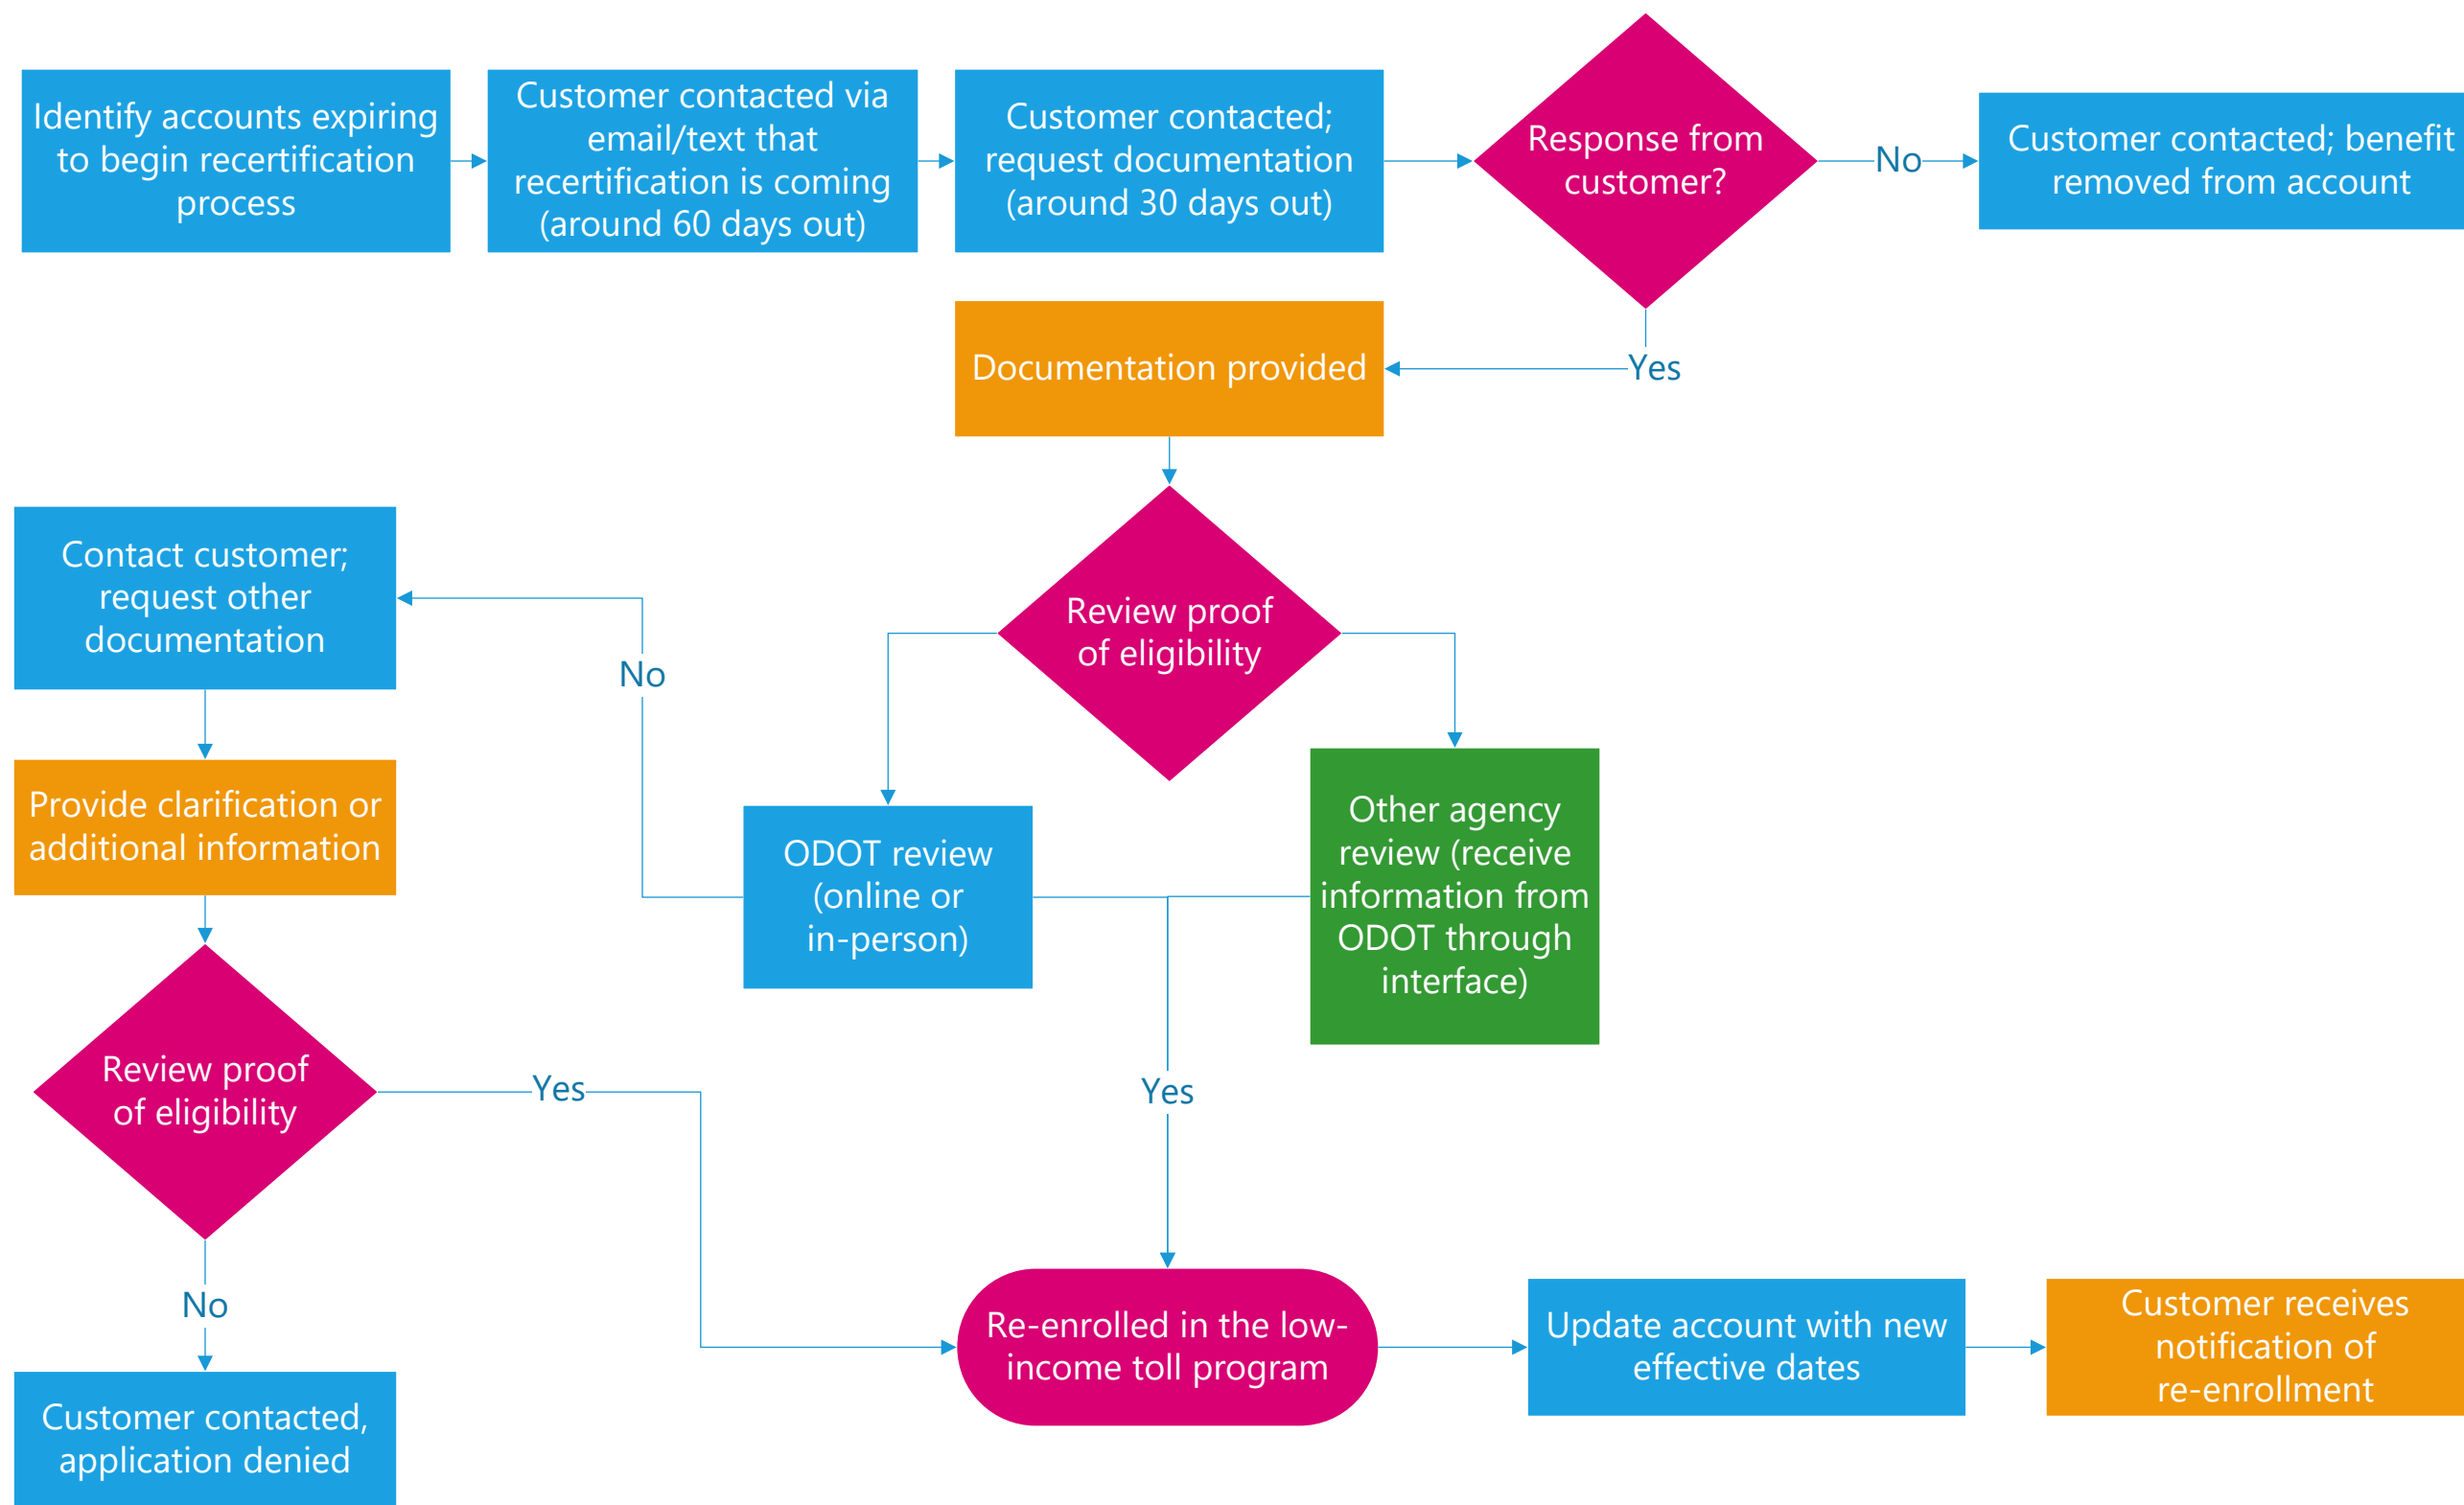 Identify accounts expiring
to begin recertification
process
Customer contacted via
email/text that
recertification is coming
(around 60 days out)
Customer contacted;
request documentation
(around 30 days out)
Response from
customer?
No
Customer contacted; benefit
removed from account
Yes
Documentation provided
Review proof
of eligibility
ODOT review
(online or
in-person)
Other agency
review (receive
information from
ODOT through
interface)
No
Contact customer;
request other
documentation
Provide clarification or
additional information
Review proof
of eligibility
Yes
Yes
No
Customer contacted,
application denied
Re-enrolled in the low-
income toll program
Update account with new
effective dates
Customer receives
notification of
re-enrollment